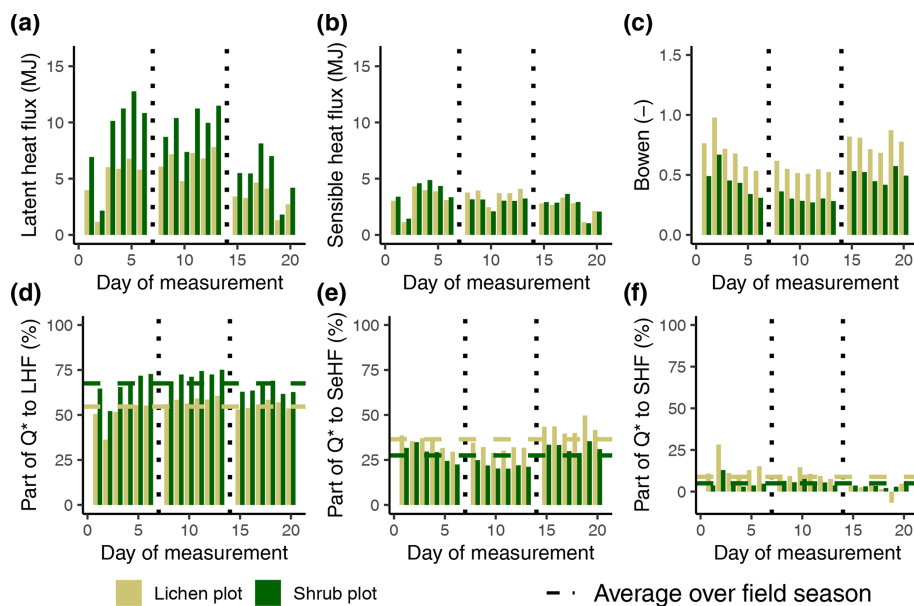 (a)
Latent heat flux (MJ)
15
10
5
0
0 5 10 15 20
Day of measurement
(b)
Sensible heat flux (MJ)
15
10
5
0
0 5 10 15 20
Day of measurement
(c)
Bowen (−)
1.5
1.0
0.5
0.0
0 5 10 15 20
Day of measurement
(d)
Part of Q* to LHF (%)
100
75
50
25
0
0 5 10 15 20
Day of measurement
(e)
Part of Q* to SeHF (%)
100
75
50
25
0
0 5 10 15 20
Day of measurement
(f)
Part of Q* to SHF (%)
100
75
50
25
0
0 5 10 15 20
Day of measurement
Lichen plot Shrub plot Average over field season